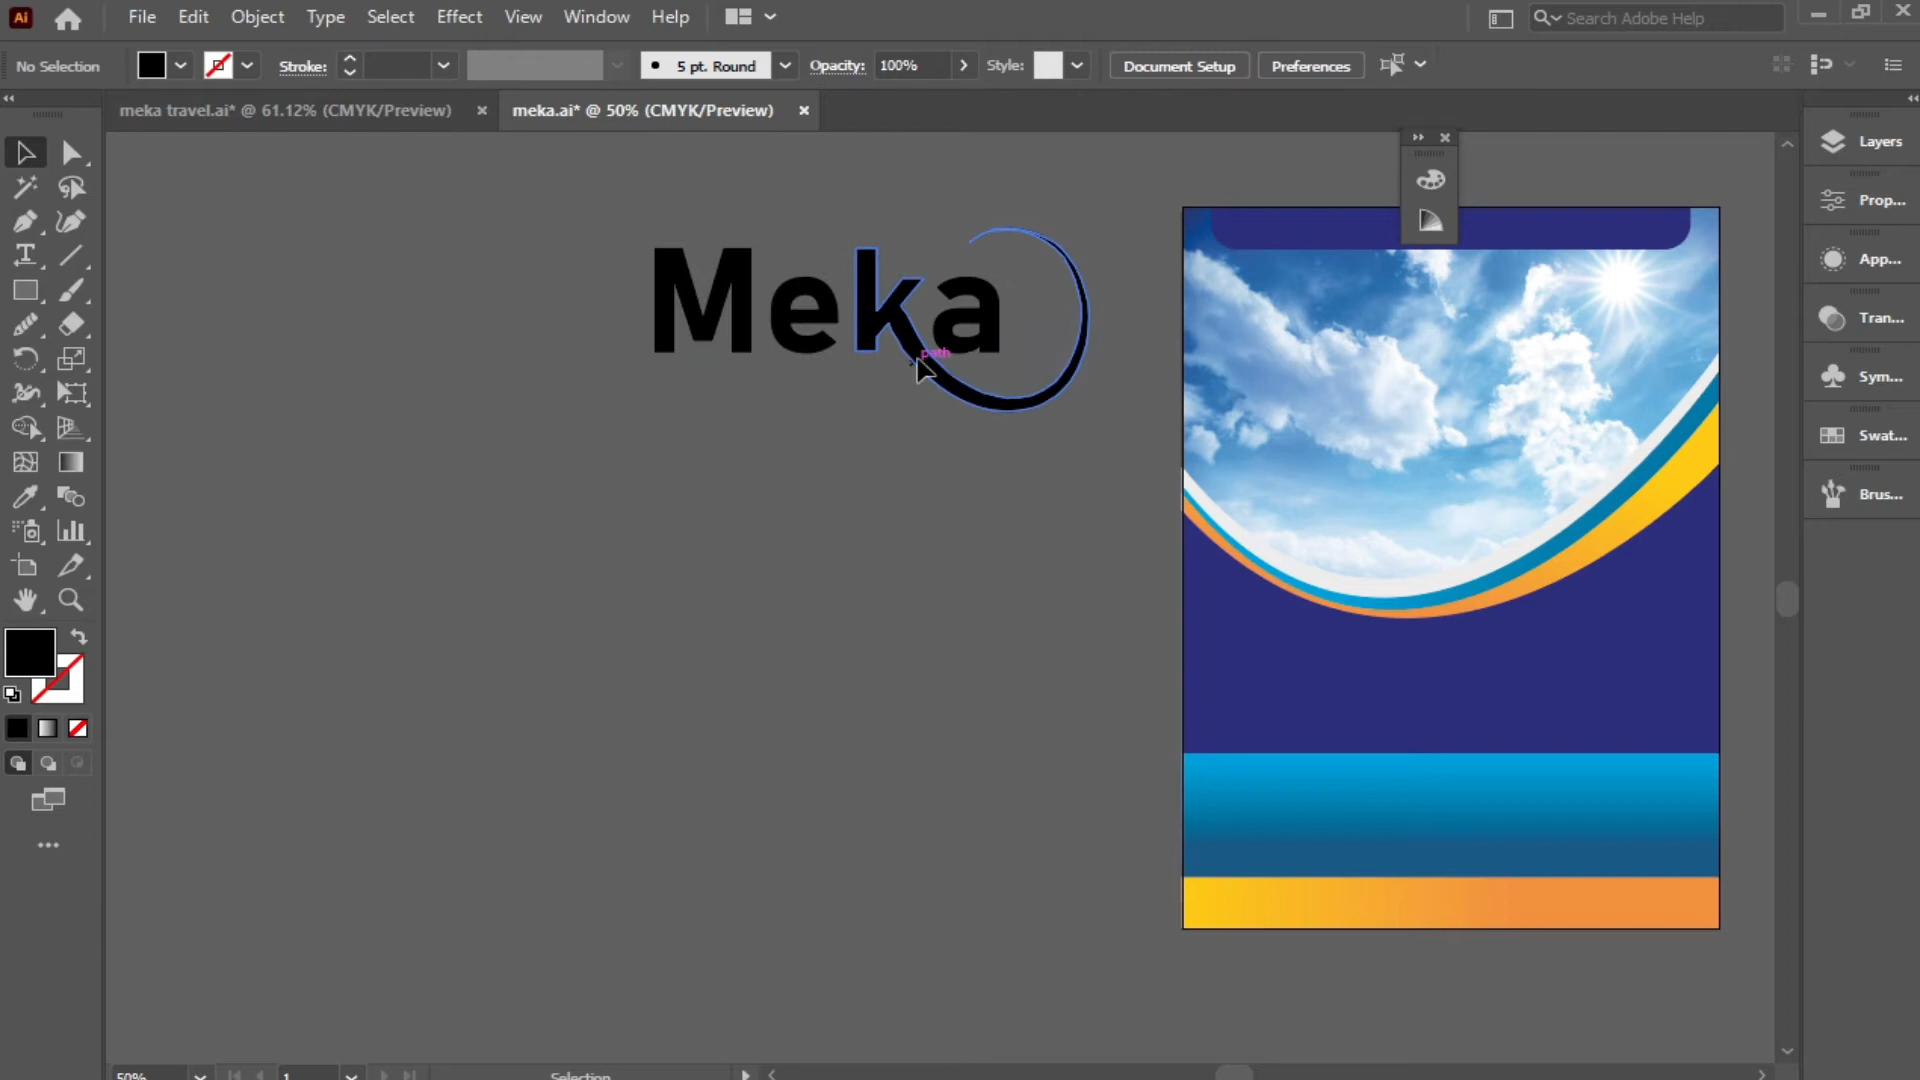 Ai File Edit Object Type Select Effect View Window Help Search Adobe Help
No Selection Stroke: 5 pt. Round Opacity: 100% Style: Document Setup Preferences
meka travel.ai* @ 61.12% (CMYK/Preview) meka.ai* @ 50% (CMYK/Preview)
Layers
Prop...
App...
Tran...
Sym...
Swat...
Brus...
Meka
path
50% 1 Selection